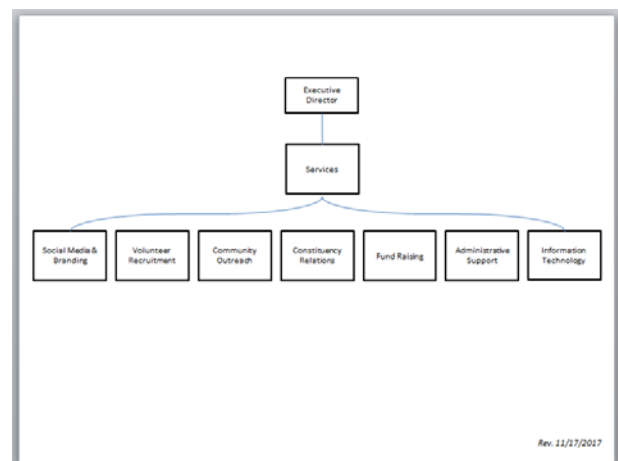 Executive
Director
Services
Social Media &
Branding
Volunteer
Recruitment
Community
Outreach
Constituency
Relations
Fund Raising
Administrative
Support
Information
Technology
Rev. 11/17/2017